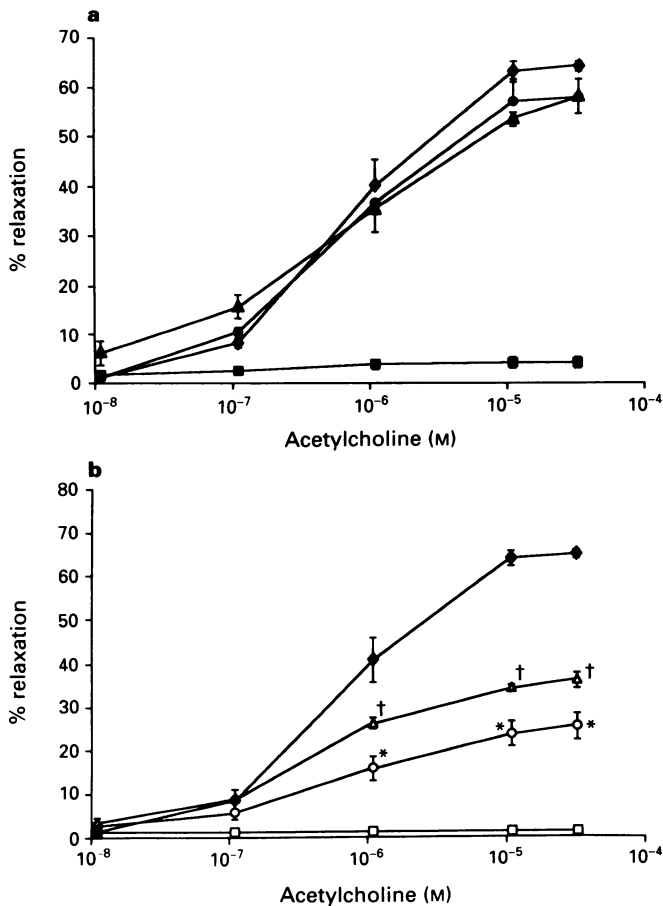 a
70
60
50
40
30
20
10
0
% relaxation
10⁻⁸ 10⁻⁷ 10⁻⁶ 10⁻⁵ 10⁻⁴
Acetylcholine (M)
b
80
70
60
50
40
30
20
10
0
% relaxation
† † †
* * *
10⁻⁸ 10⁻⁷ 10⁻⁶ 10⁻⁵ 10⁻⁴
Acetylcholine (M)